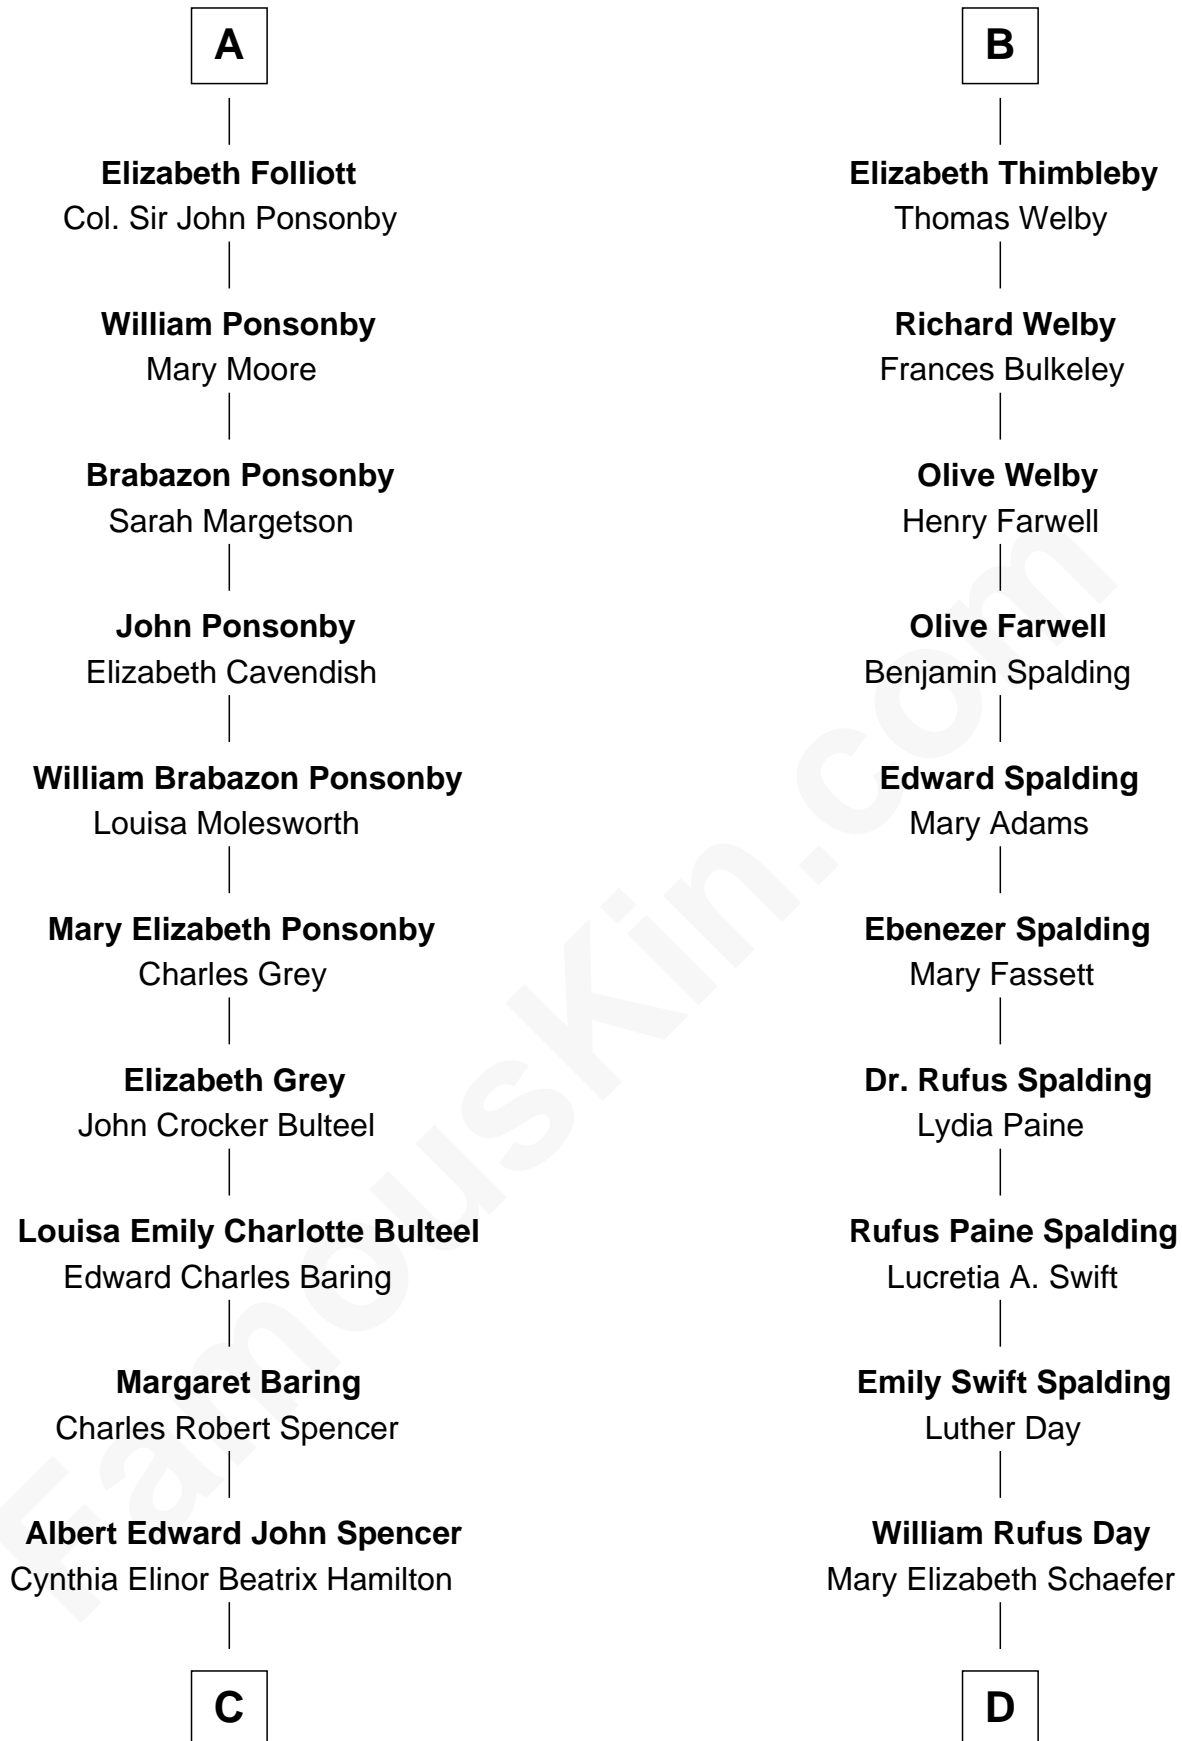 A
Elizabeth Folliott
Col. Sir John Ponsonby
William Ponsonby
Mary Moore
Brabazon Ponsonby
Sarah Margetson
John Ponsonby
Elizabeth Cavendish
William Brabazon Ponsonby
Louisa Molesworth
Mary Elizabeth Ponsonby
Charles Grey
Elizabeth Grey
John Crocker Bulteel
Louisa Emily Charlotte Bulteel
Edward Charles Baring
Margaret Baring
Charles Robert Spencer
Albert Edward John Spencer
Cynthia Elinor Beatrix Hamilton
C
B
Elizabeth Thimbleby
Thomas Welby
Richard Welby
Frances Bulkeley
Olive Welby
Henry Farwell
Olive Farwell
Benjamin Spalding
Edward Spalding
Mary Adams
Ebenezer Spalding
Mary Fassett
Dr. Rufus Spalding
Lydia Paine
Rufus Paine Spalding
Lucretia A. Swift
Emily Swift Spalding
Luther Day
William Rufus Day
Mary Elizabeth Schaefer
D
FamousKin.com